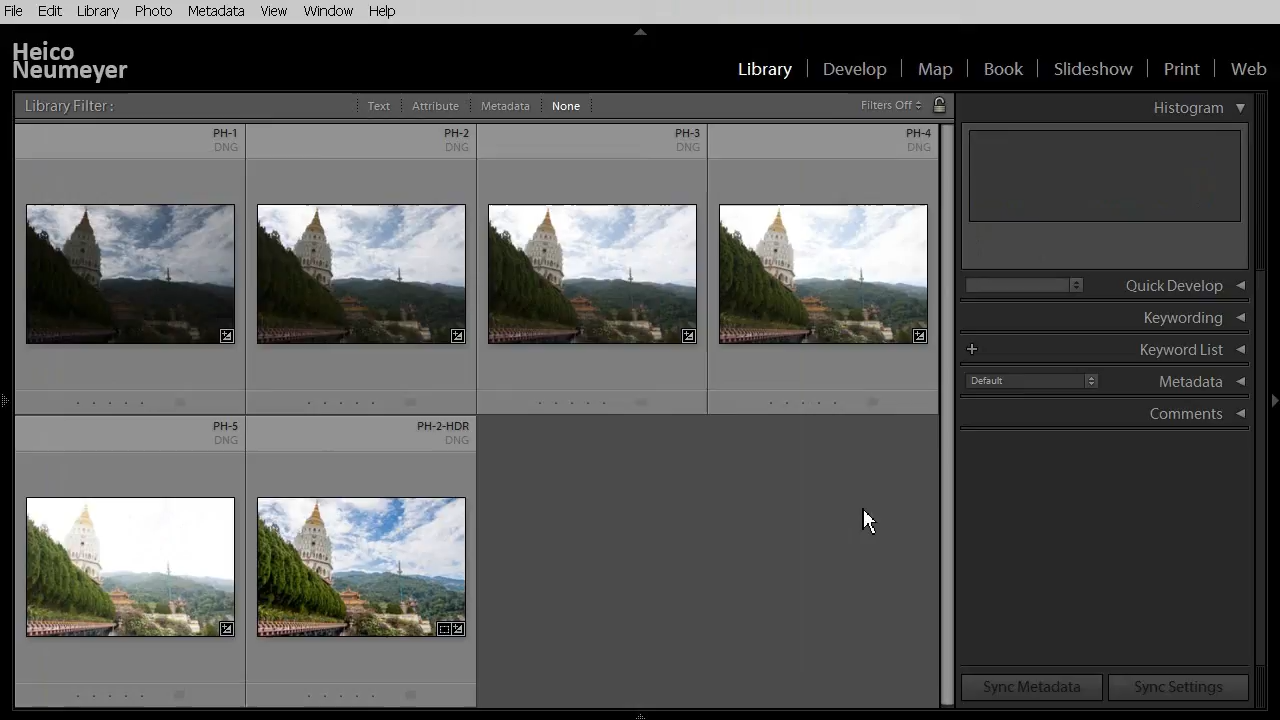 File Edit Library Photo Metadata View Window Help
Heico
Neumeyer
Library Develop Map Book Slideshow Print Web
Library Filter : Text Attribute Metadata None Filters Off
Histogram
PH-1 PH-2 PH-3 PH-4
DNG DNG DNG DNG
Quick Develop
Keywording
Keyword List
Default Metadata
Comments
PH-5 PH-2-HDR
DNG DNG
Sync Metadata Sync Settings